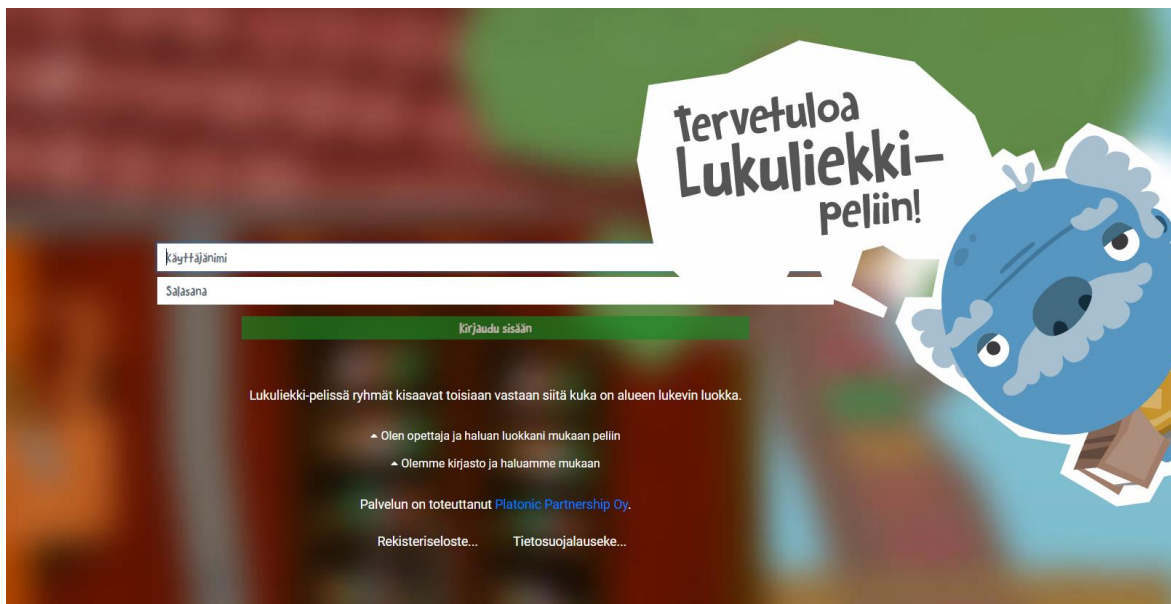 Tervetuloa
Lukuliekki-
peliin!
Käyttäjänimi
Salasana
Kirjaudu sisään
Lukuliekki-pelissä ryhmät kisaavat toisiaan vastaan siitä kuka on alueen lukevin luokka.
Olen opettaja ja haluan luokkani mukaan peliin
Olemme kirjasto ja haluamme mukaan
Palvelun on toteuttanut Platonic Partnership Oy.
Rekisteriseloste... Tietosuojalauseke...